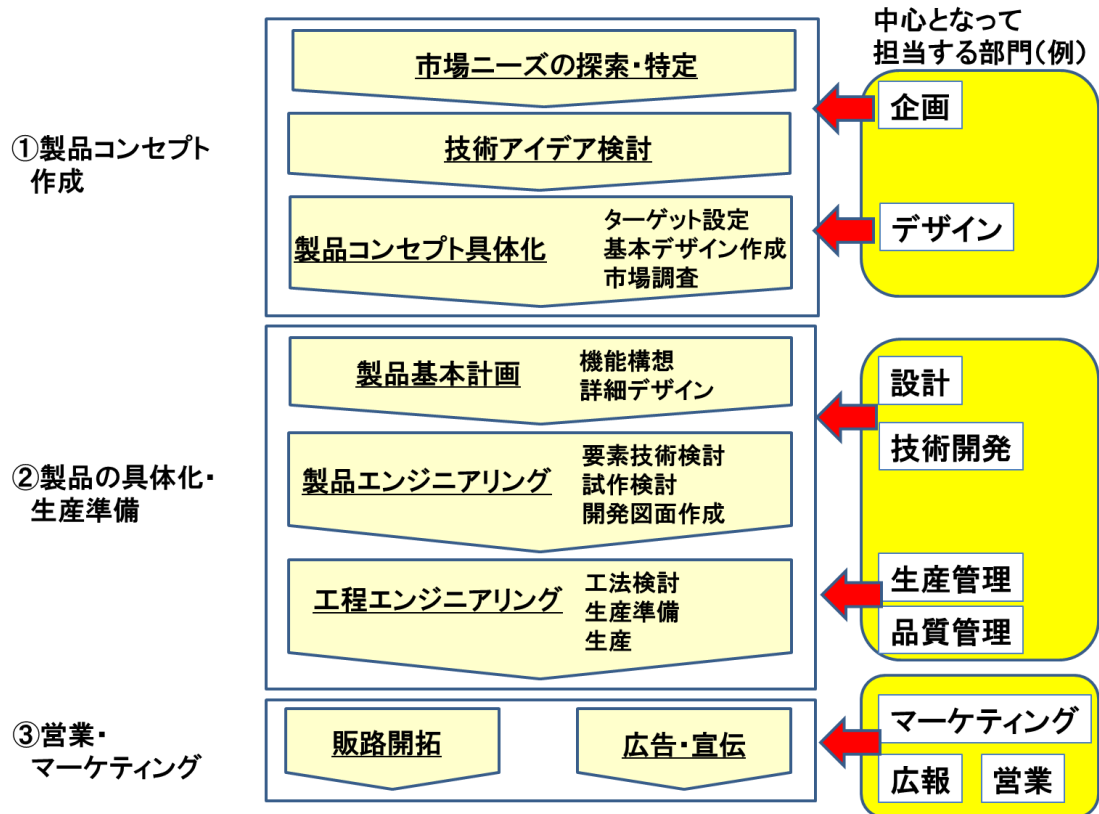 中心となって
担当する部門(例)
①製品コンセプト
作成
市場ニーズの探索・特定
技術アイデア検討
製品コンセプト具体化
ターゲット設定
基本デザイン作成
市場調査
企画
デザイン
②製品の具体化・
生産準備
製品基本計画
機能構想
詳細デザイン
製品エンジニアリング
要素技術検討
試作検討
開発図面作成
工程エンジニアリング
工法検討
生産準備
生産
設計
技術開発
生産管理
品質管理
③営業・
マーケティング
販路開拓
広告・宣伝
マーケティング
広報
営業